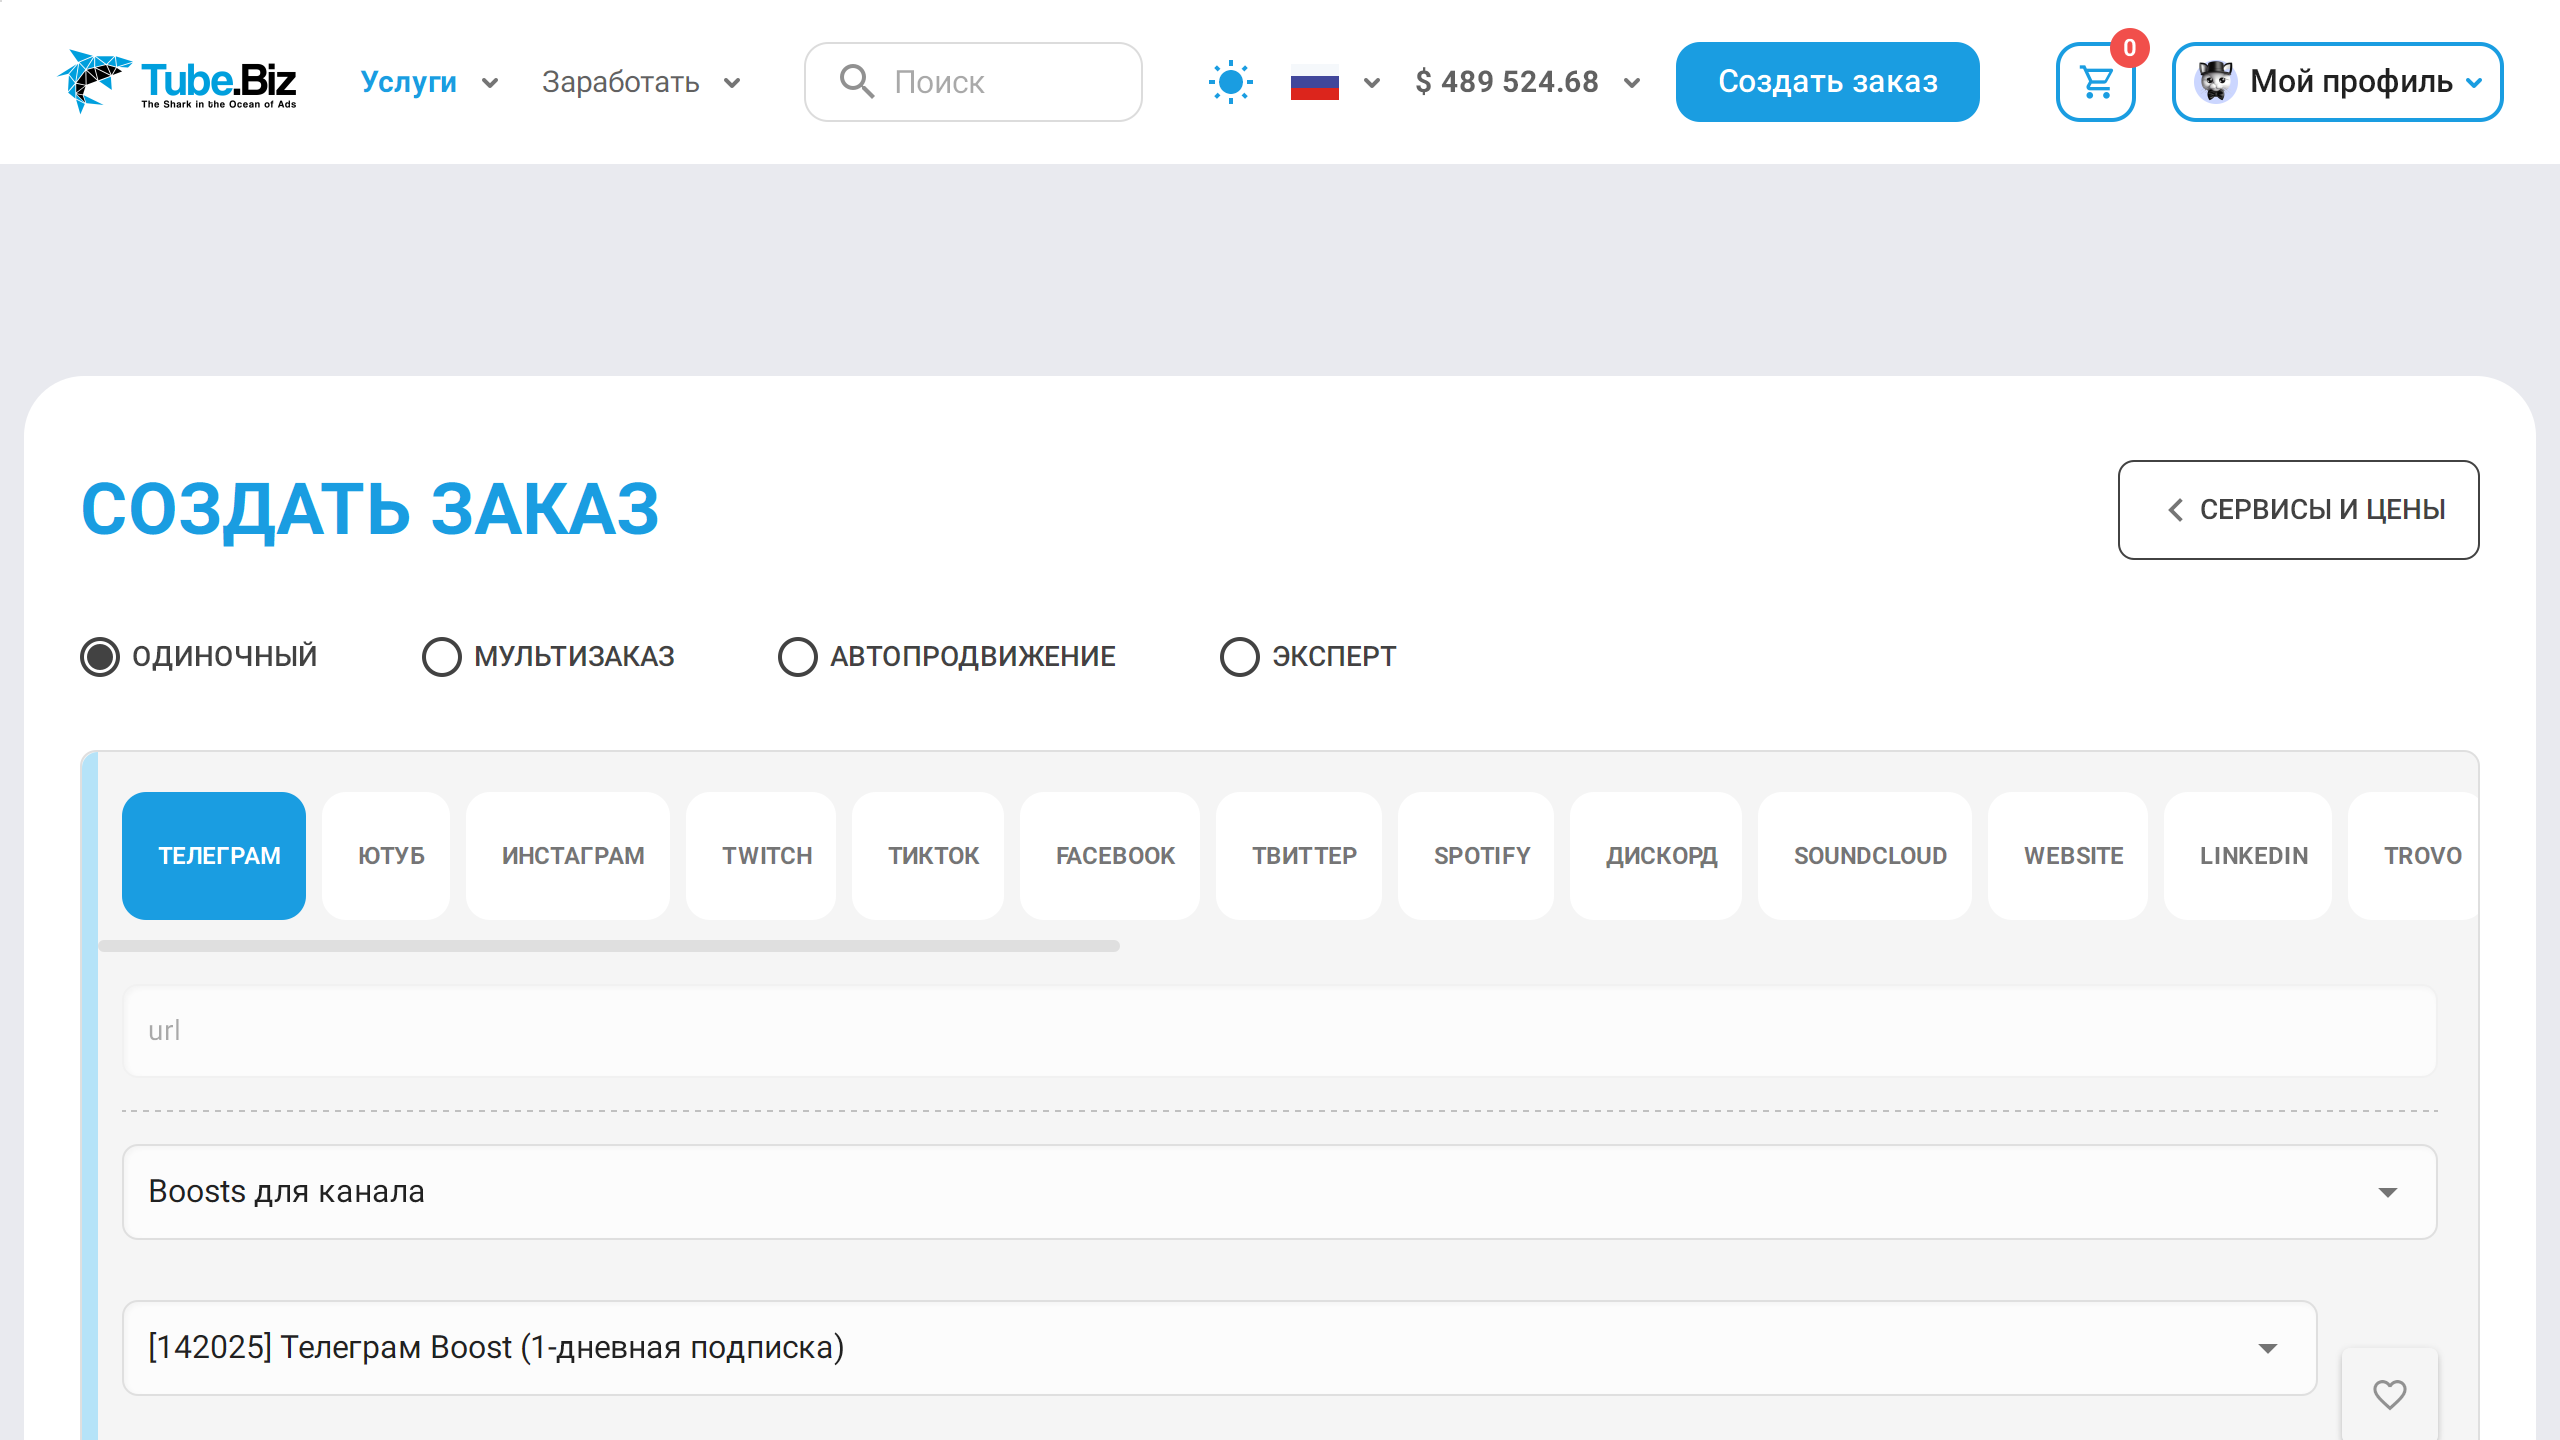 Tube.Biz
The Shark in the Ocean of Ads
Услуги
Заработать
Поиск
$ 489 524.68
Создать заказ
0
Мой профиль
СОЗДАТЬ ЗАКАЗ
СЕРВИСЫ И ЦЕНЫ
ОДИНОЧНЫЙ
МУЛЬТИЗАКАЗ
АВТОПРОДВИЖЕНИЕ
ЭКСПЕРТ
ТЕЛЕГРАМ
ЮТУБ
ИНСТАГРАМ
TWITCH
ТИКТОК
FACEBOOK
ТВИТТЕР
SPOTIFY
ДИСКОРД
SOUNDCLOUD
WEBSITE
LINKEDIN
TROVO
url
Boosts для канала
[142025] Телеграм Boost (1-дневная подписка)